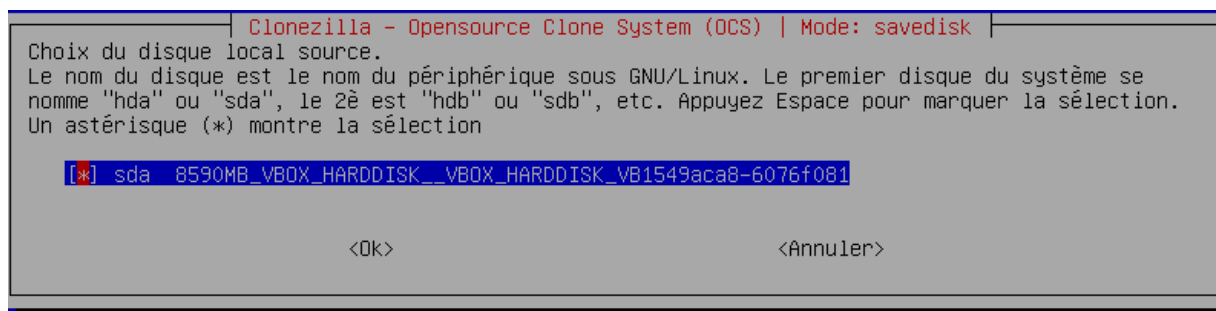 Clonezilla - Opensource Clone System (OCS) | Mode: savedisk
Choix du disque local source.
Le nom du disque est le nom du périphérique sous GNU/Linux. Le premier disque du système se
nomme "hda" ou "sda", le 2è est "hdb" ou "sdb", etc. Appuyez Espace pour marquer la sélection.
Un astérisque (*) montre la sélection
[*] sda 8590MB_VBOX_HARDDISK__VBOX_HARDDISK_VB1549aca8-6076f081
<Ok> <Annuler>